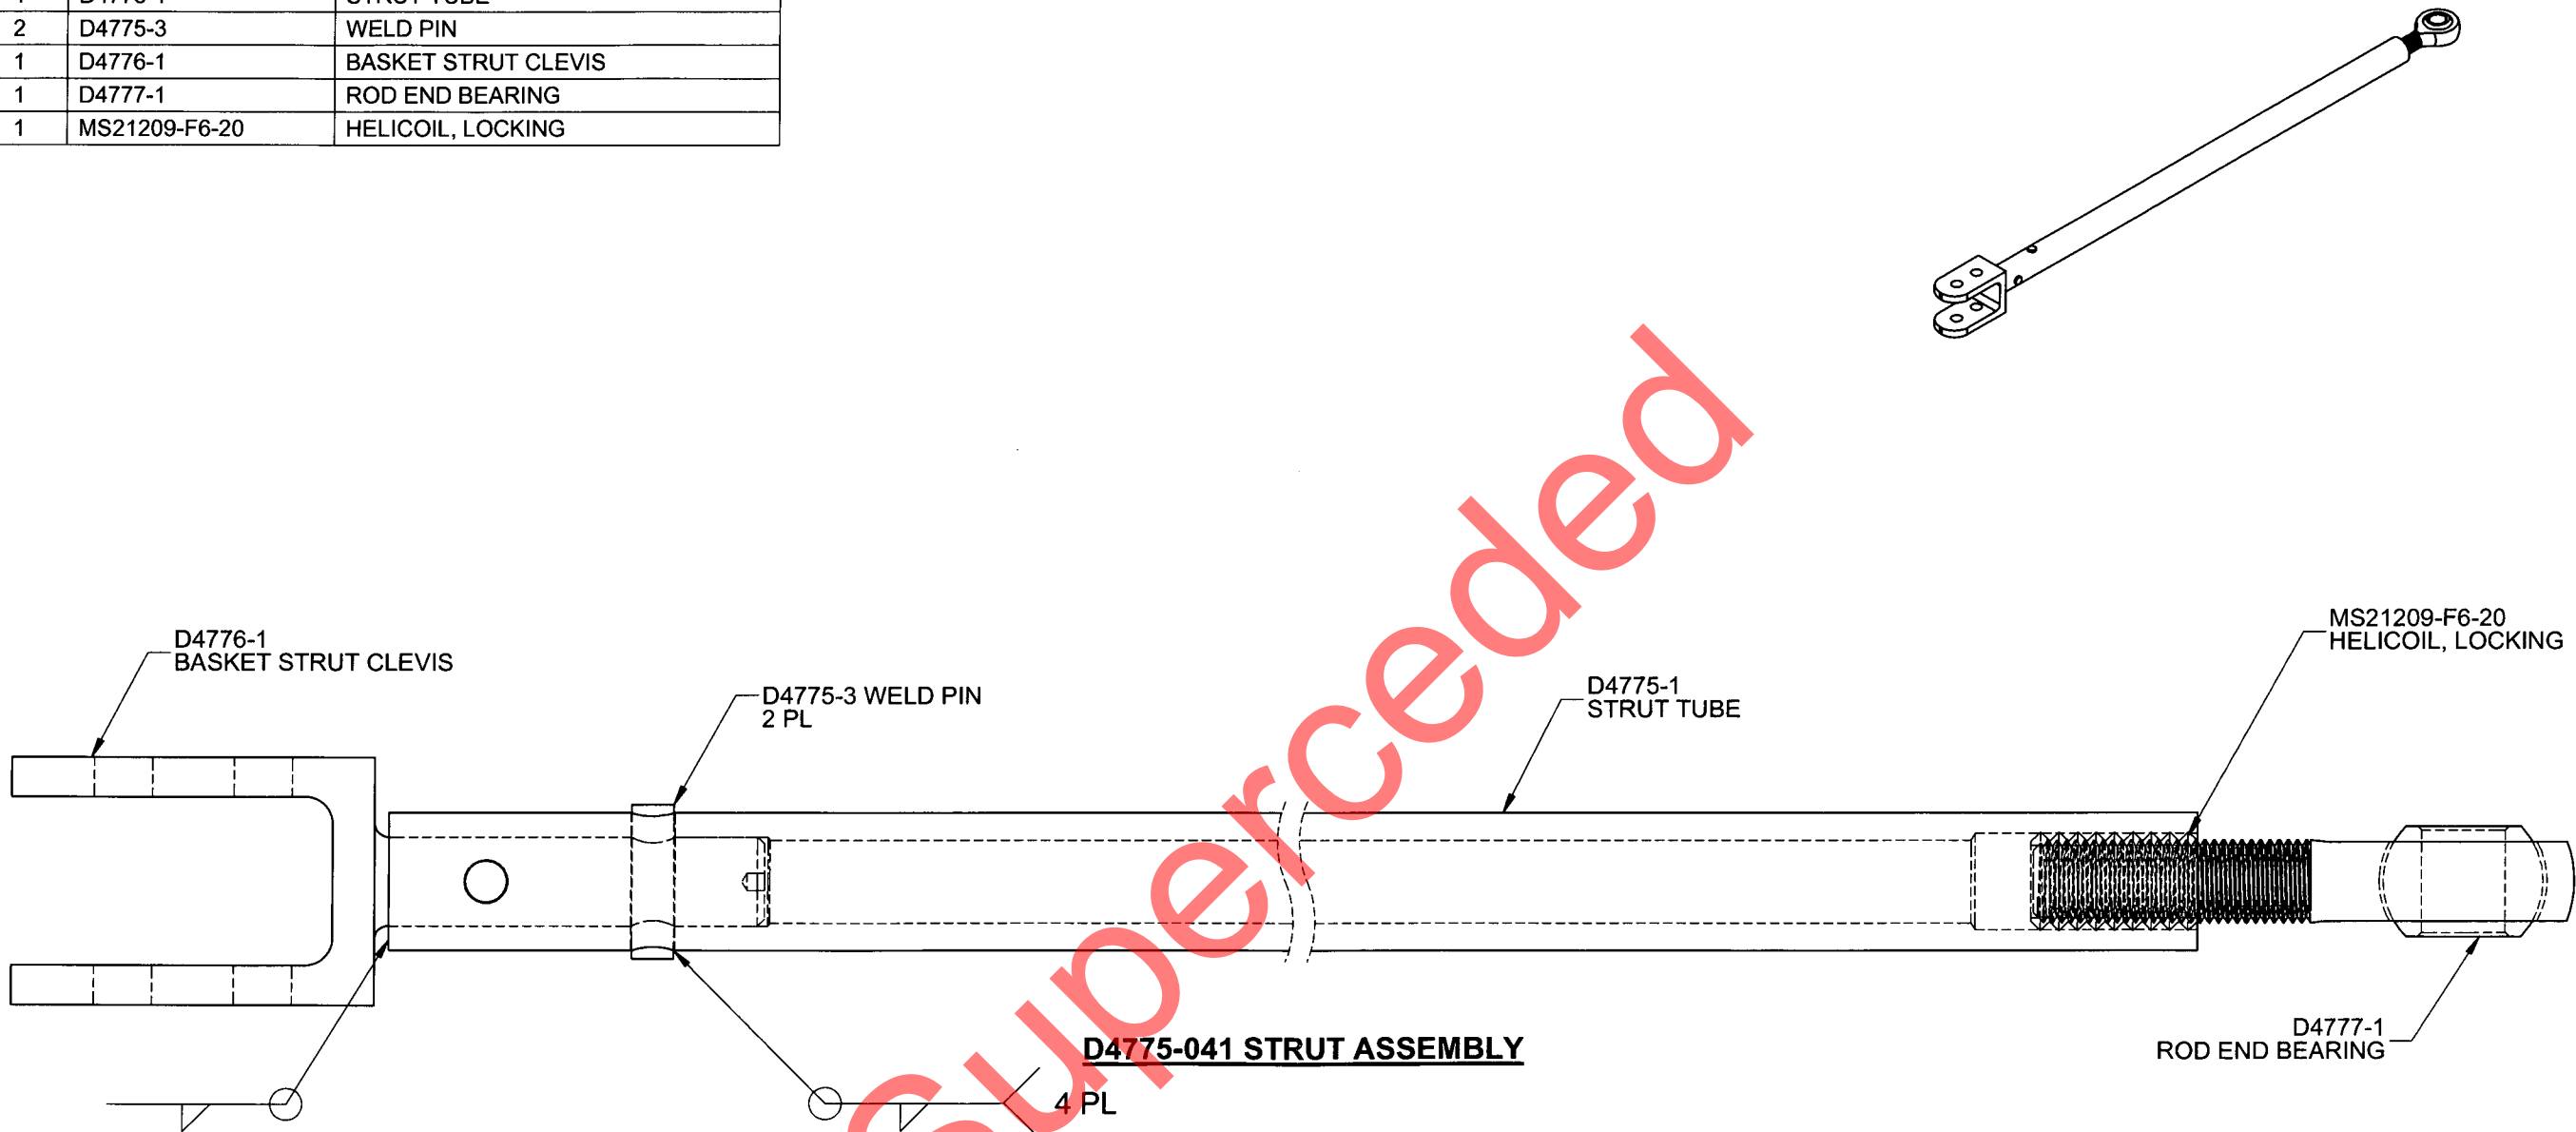 STRUT TUBE
2 D4775-3 WELD PIN
1 D4776-1 BASKET STRUT CLEVIS
1 D4777-1 ROD END BEARING
1 MS21209-F6-20 HELICOIL, LOCKING
D4776-1
BASKET STRUT CLEVIS
D4775-3 WELD PIN
2 PL
D4775-1
STRUT TUBE
MS21209-F6-20
HELICOIL, LOCKING
D4777-1
ROD END BEARING
D4775-041 STRUT ASSEMBLY
4 PL
Superceded